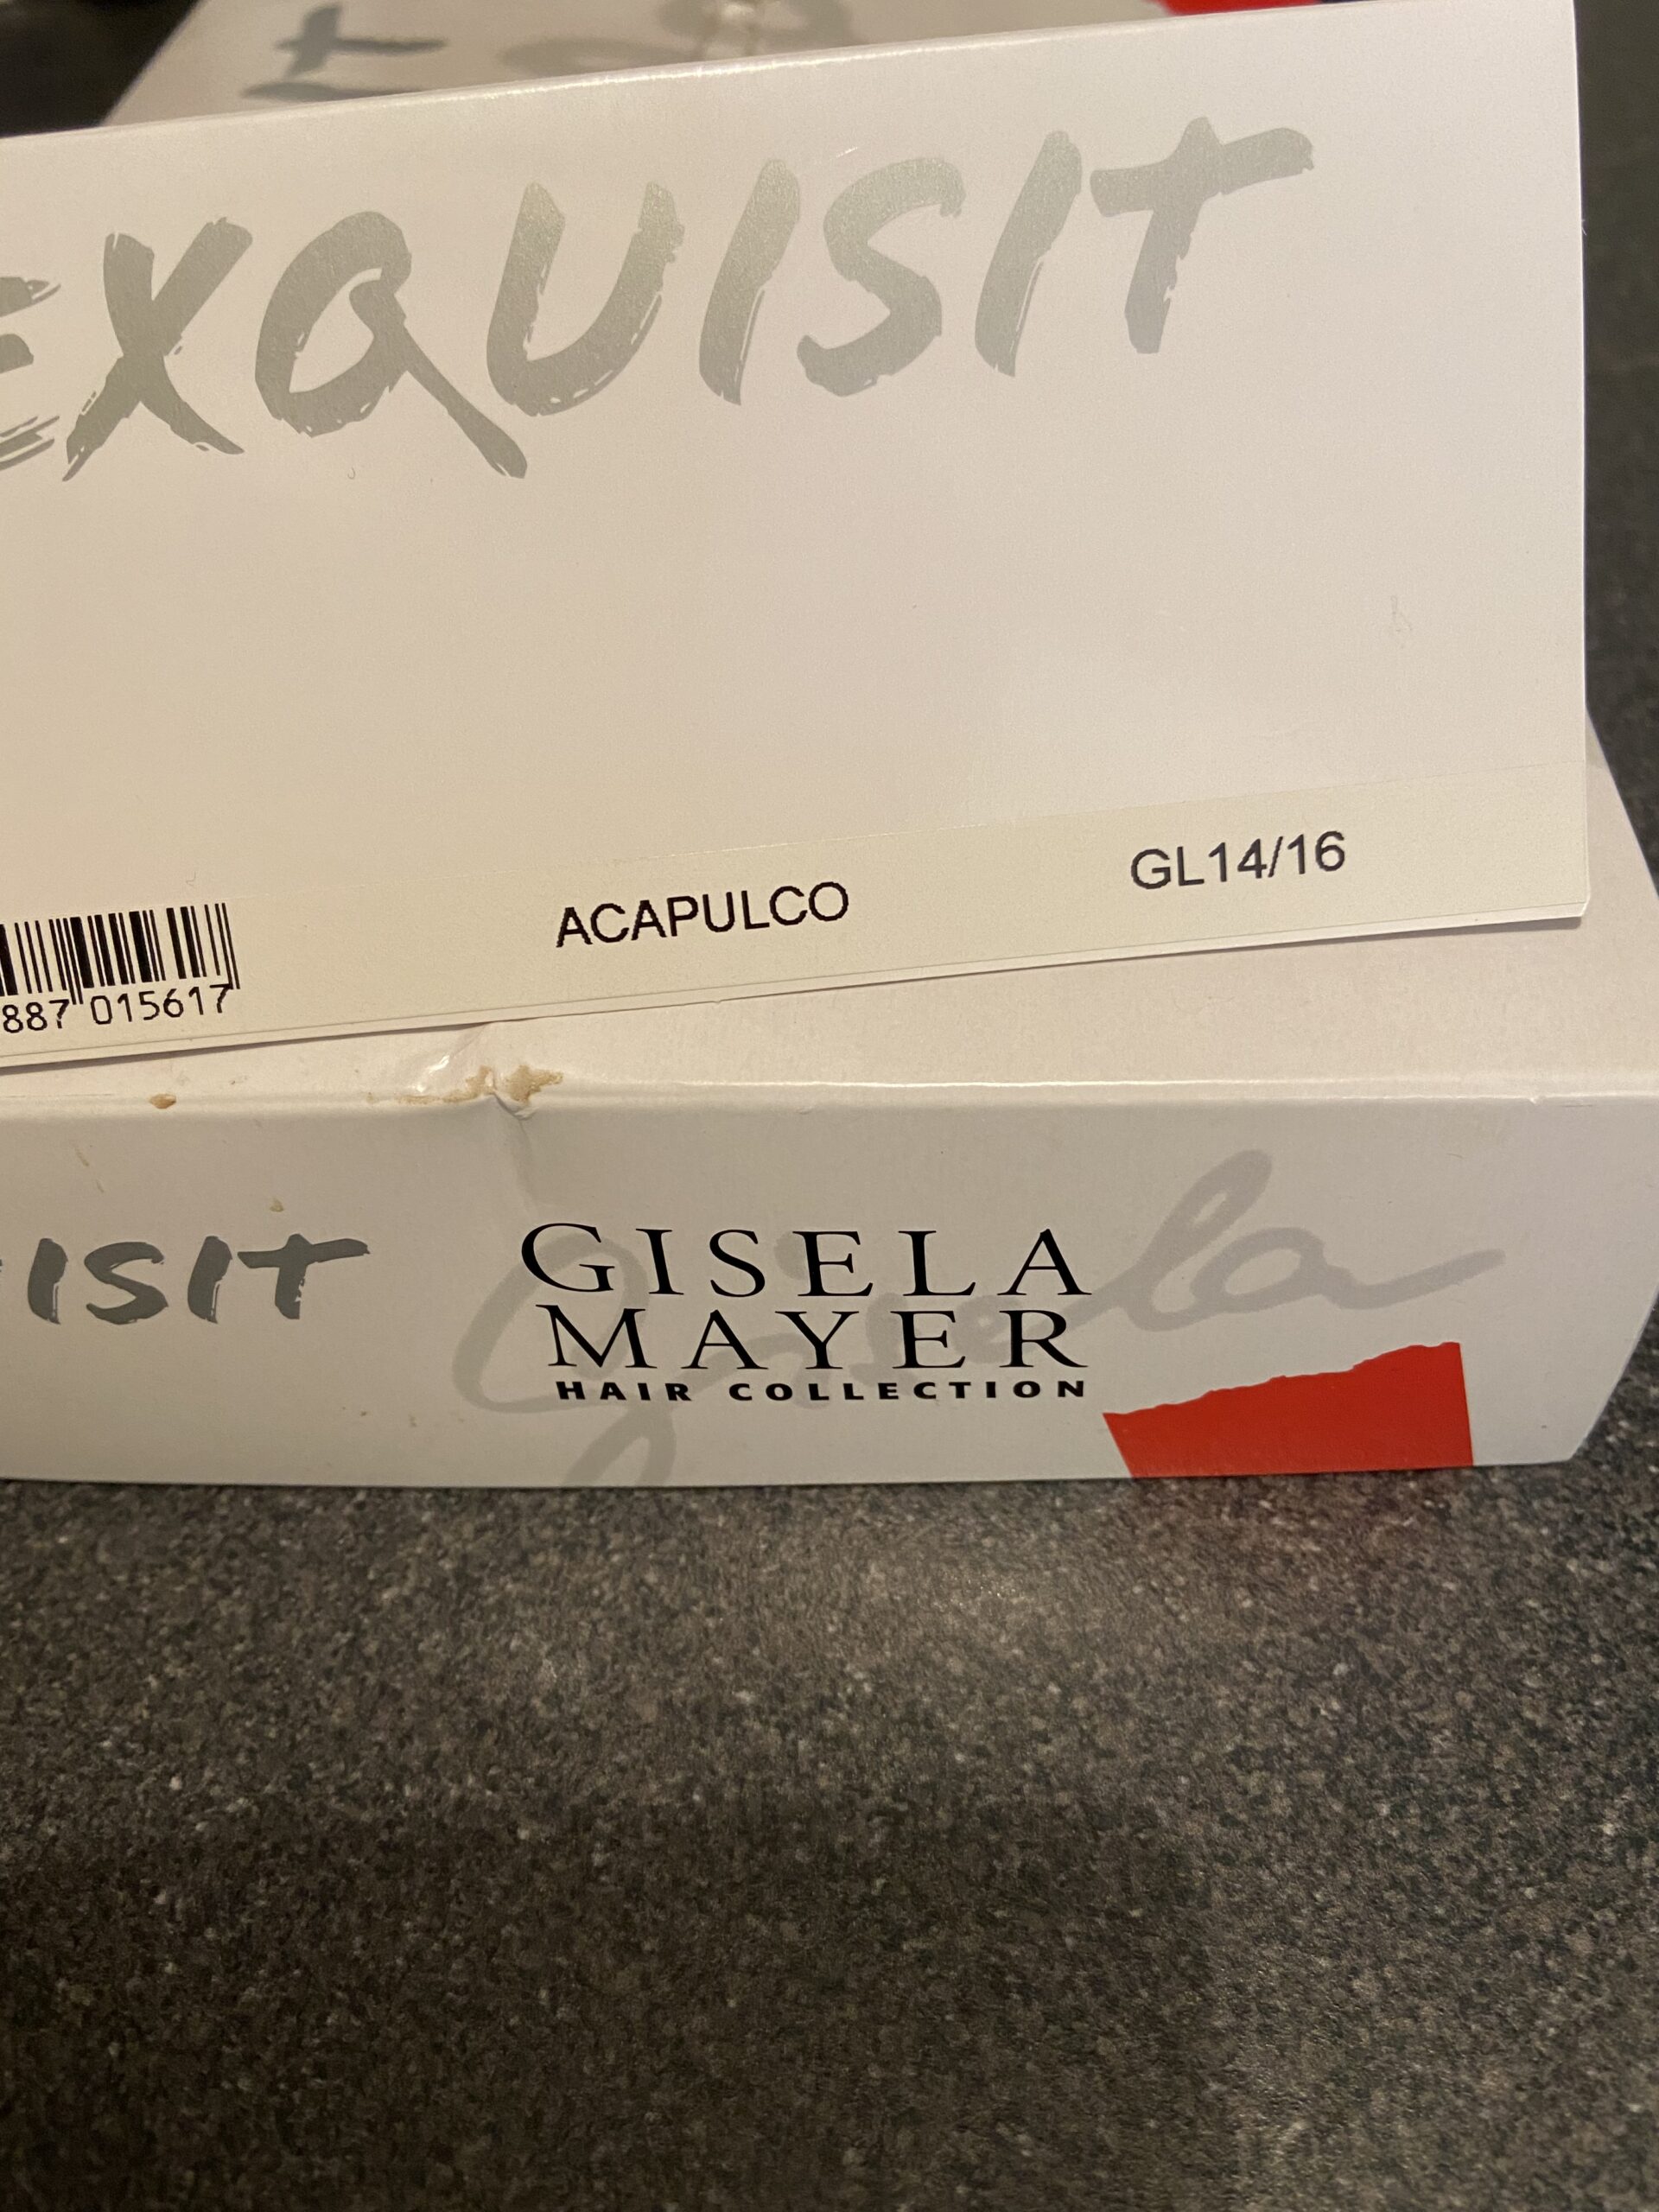 EXQUISIT
ACAPULCO GL14/16
887 015617
ISIT
GISELA
MAYER
HAIR COLLECTION
Gisela